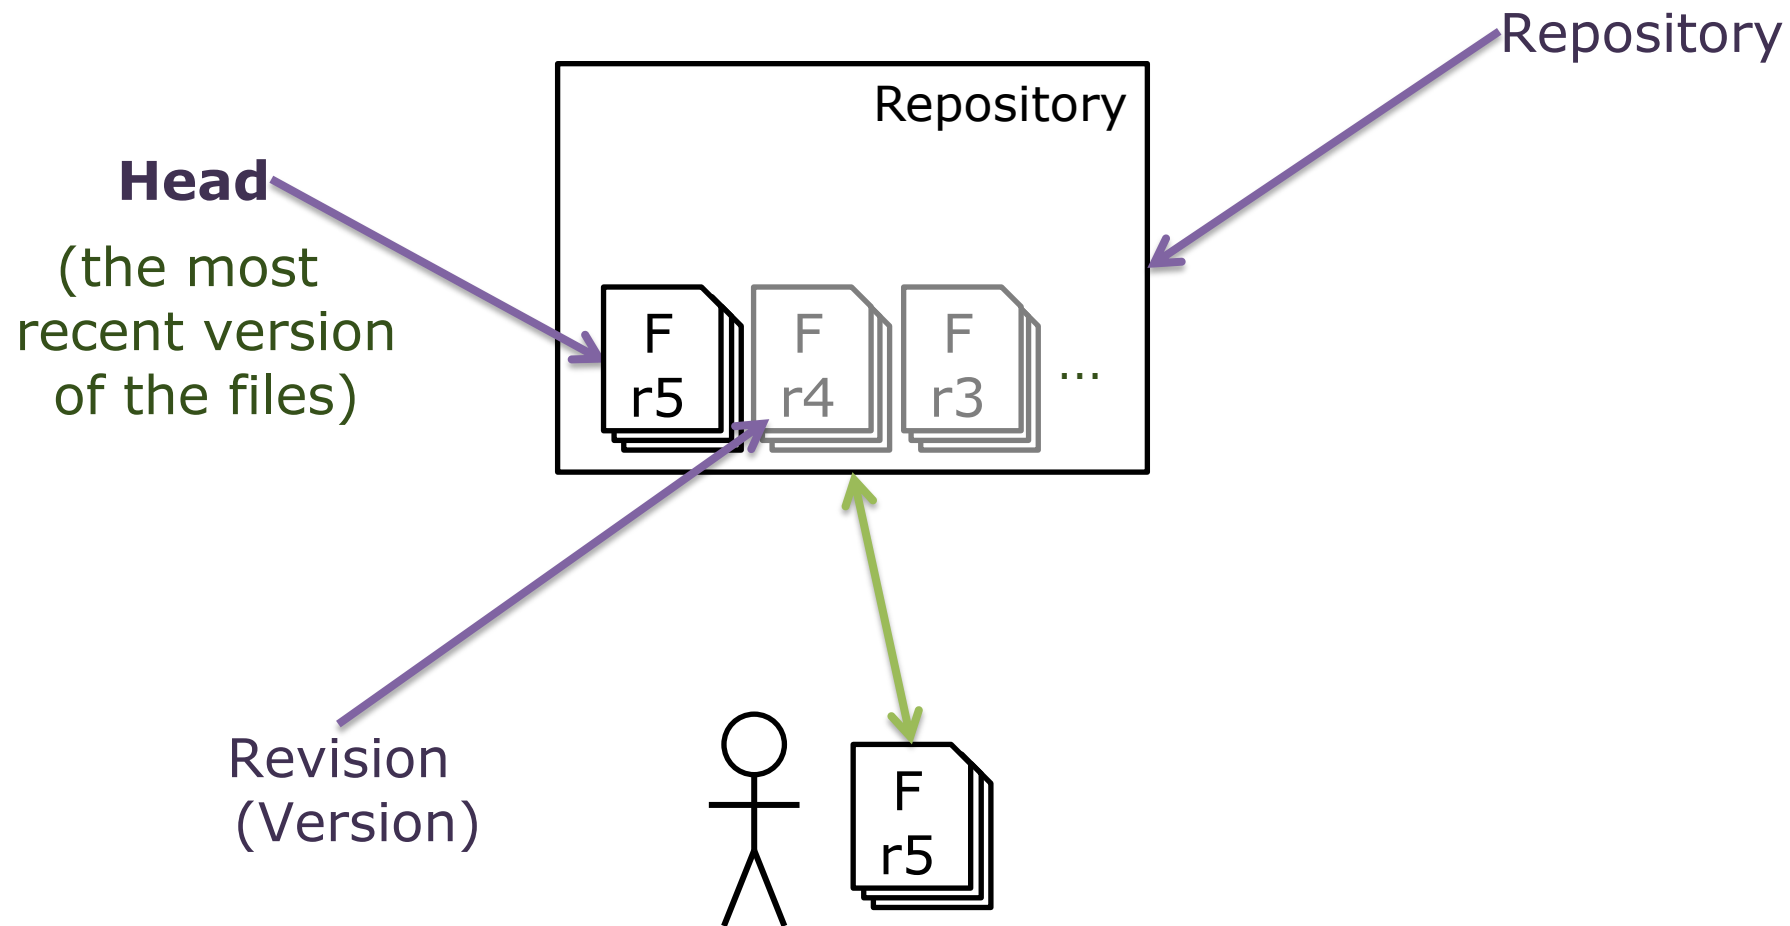 Repository
Repository
Head
(the most
recent version
of the files)
F
r5
F
r4
F
r3
...
Revision
(Version)
F
r5